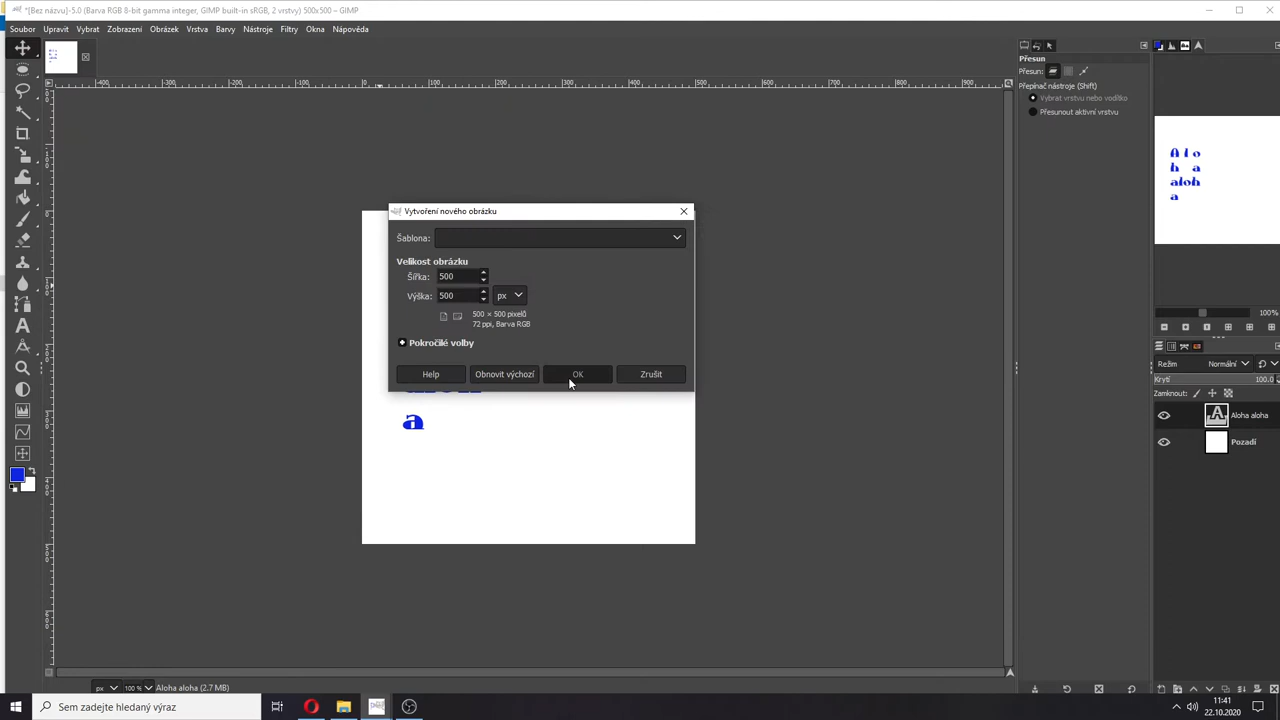 *[Bez názvu]-5.0 (Barva RGB 8-bit gamma integer, GIMP built-in sRGB, 2 vrstvy) 500x500 – GIMP
Soubor Upravit Vybrat Zobrazení Obrázek Vrstva Barvy Nástroje Filtry Okna Nápověda
Přesun
Přesun:
Přepínač nástroje (Shift)
Vybrat vrstvu nebo vodítko
Přesunout aktivní vrstvu
Vytvoření nového obrázku
Šablona:
Velikost obrázku
Šířka: 500
Výška: 500 px
500 × 500 pixelů
72 ppi, Barva RGB
Pokročilé volby
Help Obnovit výchozí OK Zrušit
a
A l o
h a
aloh
a
100%
Režim Normální
Krytí 100.0
Zamknout:
Aloha aloha
Pozadí
px 100 % Aloha aloha (2.7 MB)
Sem zadejte hledaný výraz
11:41
22.10.2020